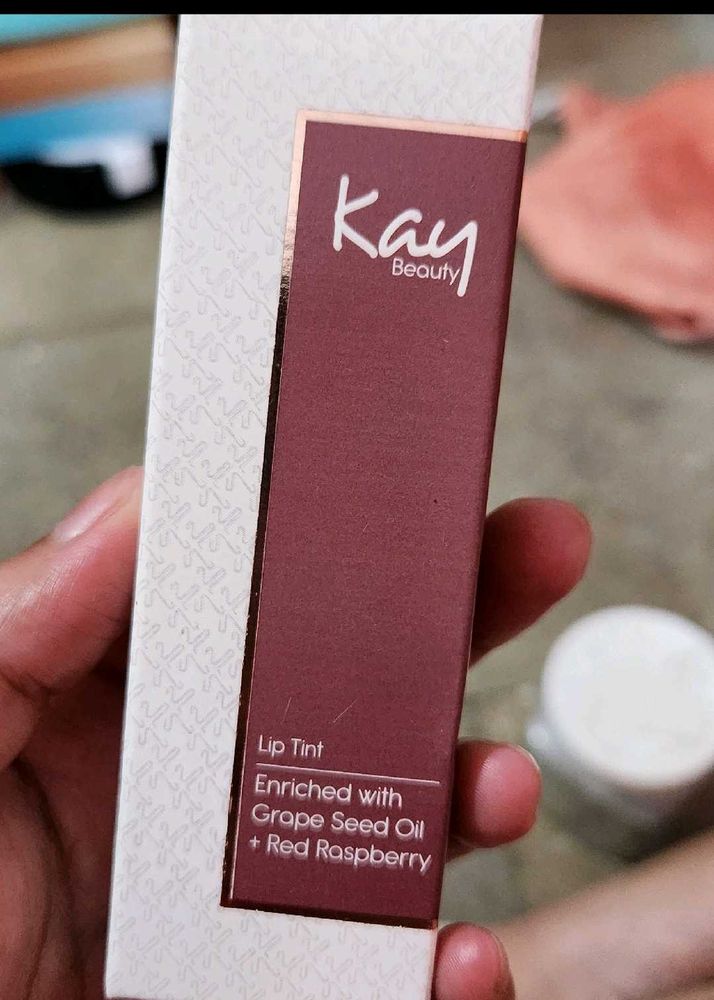 Kay
Beauty
Lip Tint
Enriched with
Grape Seed Oil
+ Red Raspberry